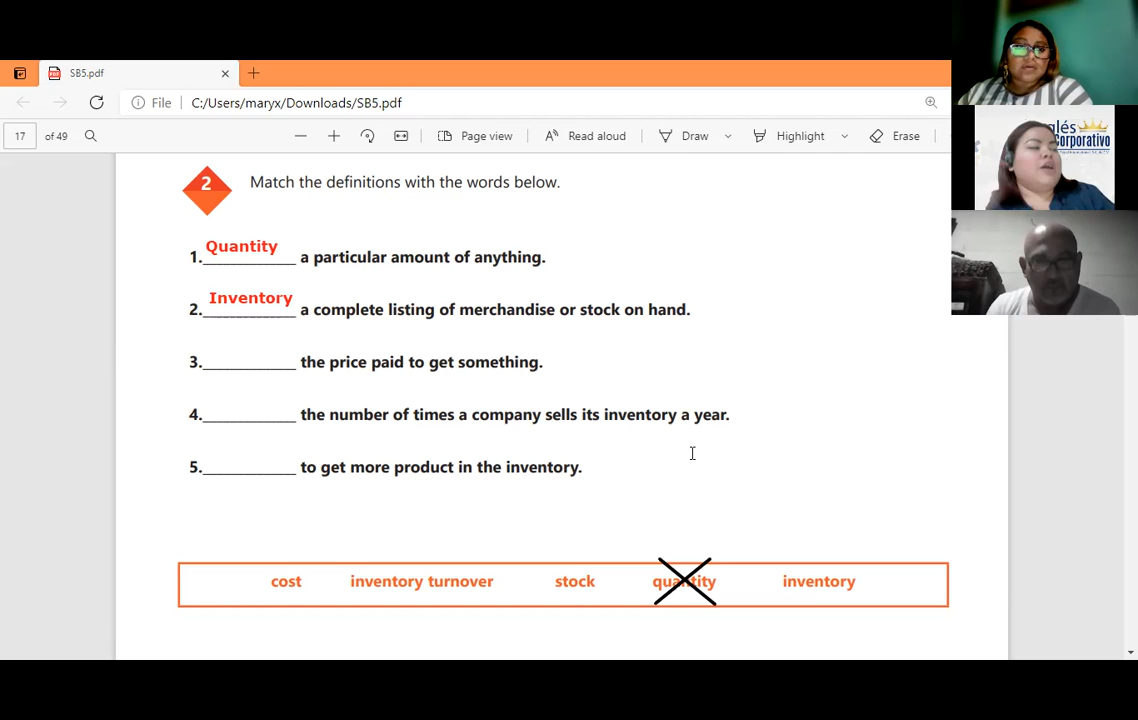 SB5.pdf
File C:/Users/maryx/Downloads/SB5.pdf
17 of 49 Page view Read aloud Draw Highlight Erase
2 Match the definitions with the words below.
1. Quantity a particular amount of anything.
2. Inventory a complete listing of merchandise or stock on hand.
3.____________ the price paid to get something.
4.____________ the number of times a company sells its inventory a year.
5.____________ to get more product in the inventory.
cost inventory turnover stock quantity inventory
glés
Corporativo